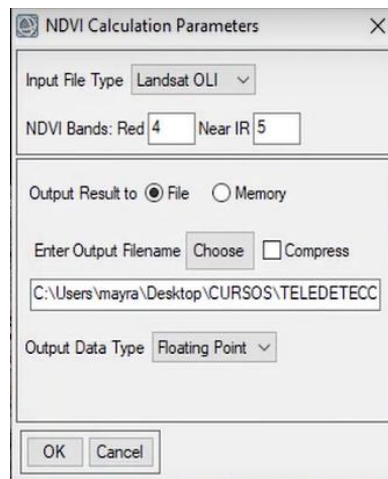 NDVI Calculation Parameters
Input File Type Landsat OLI
NDVI Bands: Red 4 Near IR 5
Output Result to File Memory
Enter Output Filename Choose Compress
C:\Users\mayra\Desktop\CURSOS\TELEDETECC
Output Data Type Floating Point
OK Cancel